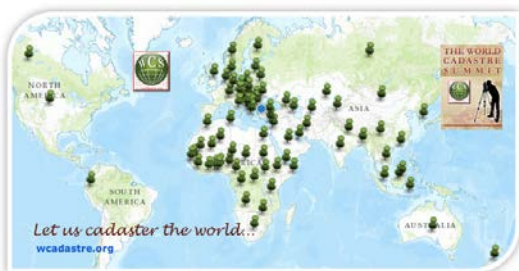 WCS
THE WORLD
CADASTRE
SUMMIT
NORTH
AMERICA
ASIA
AFRICA
SOUTH
AMERICA
AUSTRALIA
Let us cadaster the world...
wcadastre.org